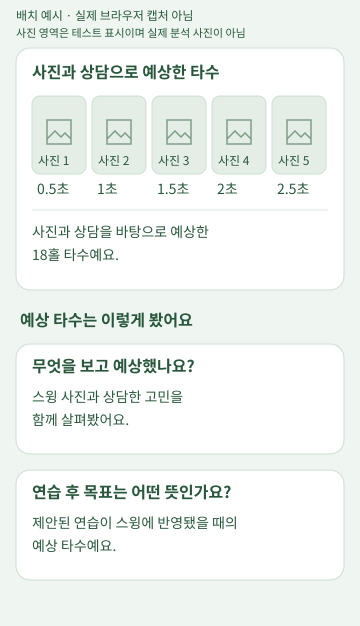 배치 예시 · 실제 브라우저 캡처 아님
사진 영역은 테스트 표시이며 실제 분석 사진이 아님
사진과 상담으로 예상한 타수
사진 1 사진 2 사진 3 사진 4 사진 5
0.5초 1초 1.5초 2초 2.5초
사진과 상담을 바탕으로 예상한
18홀 타수예요.
예상 타수는 이렇게 봤어요
무엇을 보고 예상했나요?
스윙 사진과 상담한 고민을
함께 살펴봤어요.
연습 후 목표는 어떤 뜻인가요?
제안된 연습이 스윙에 반영됐을 때의
예상 타수예요.